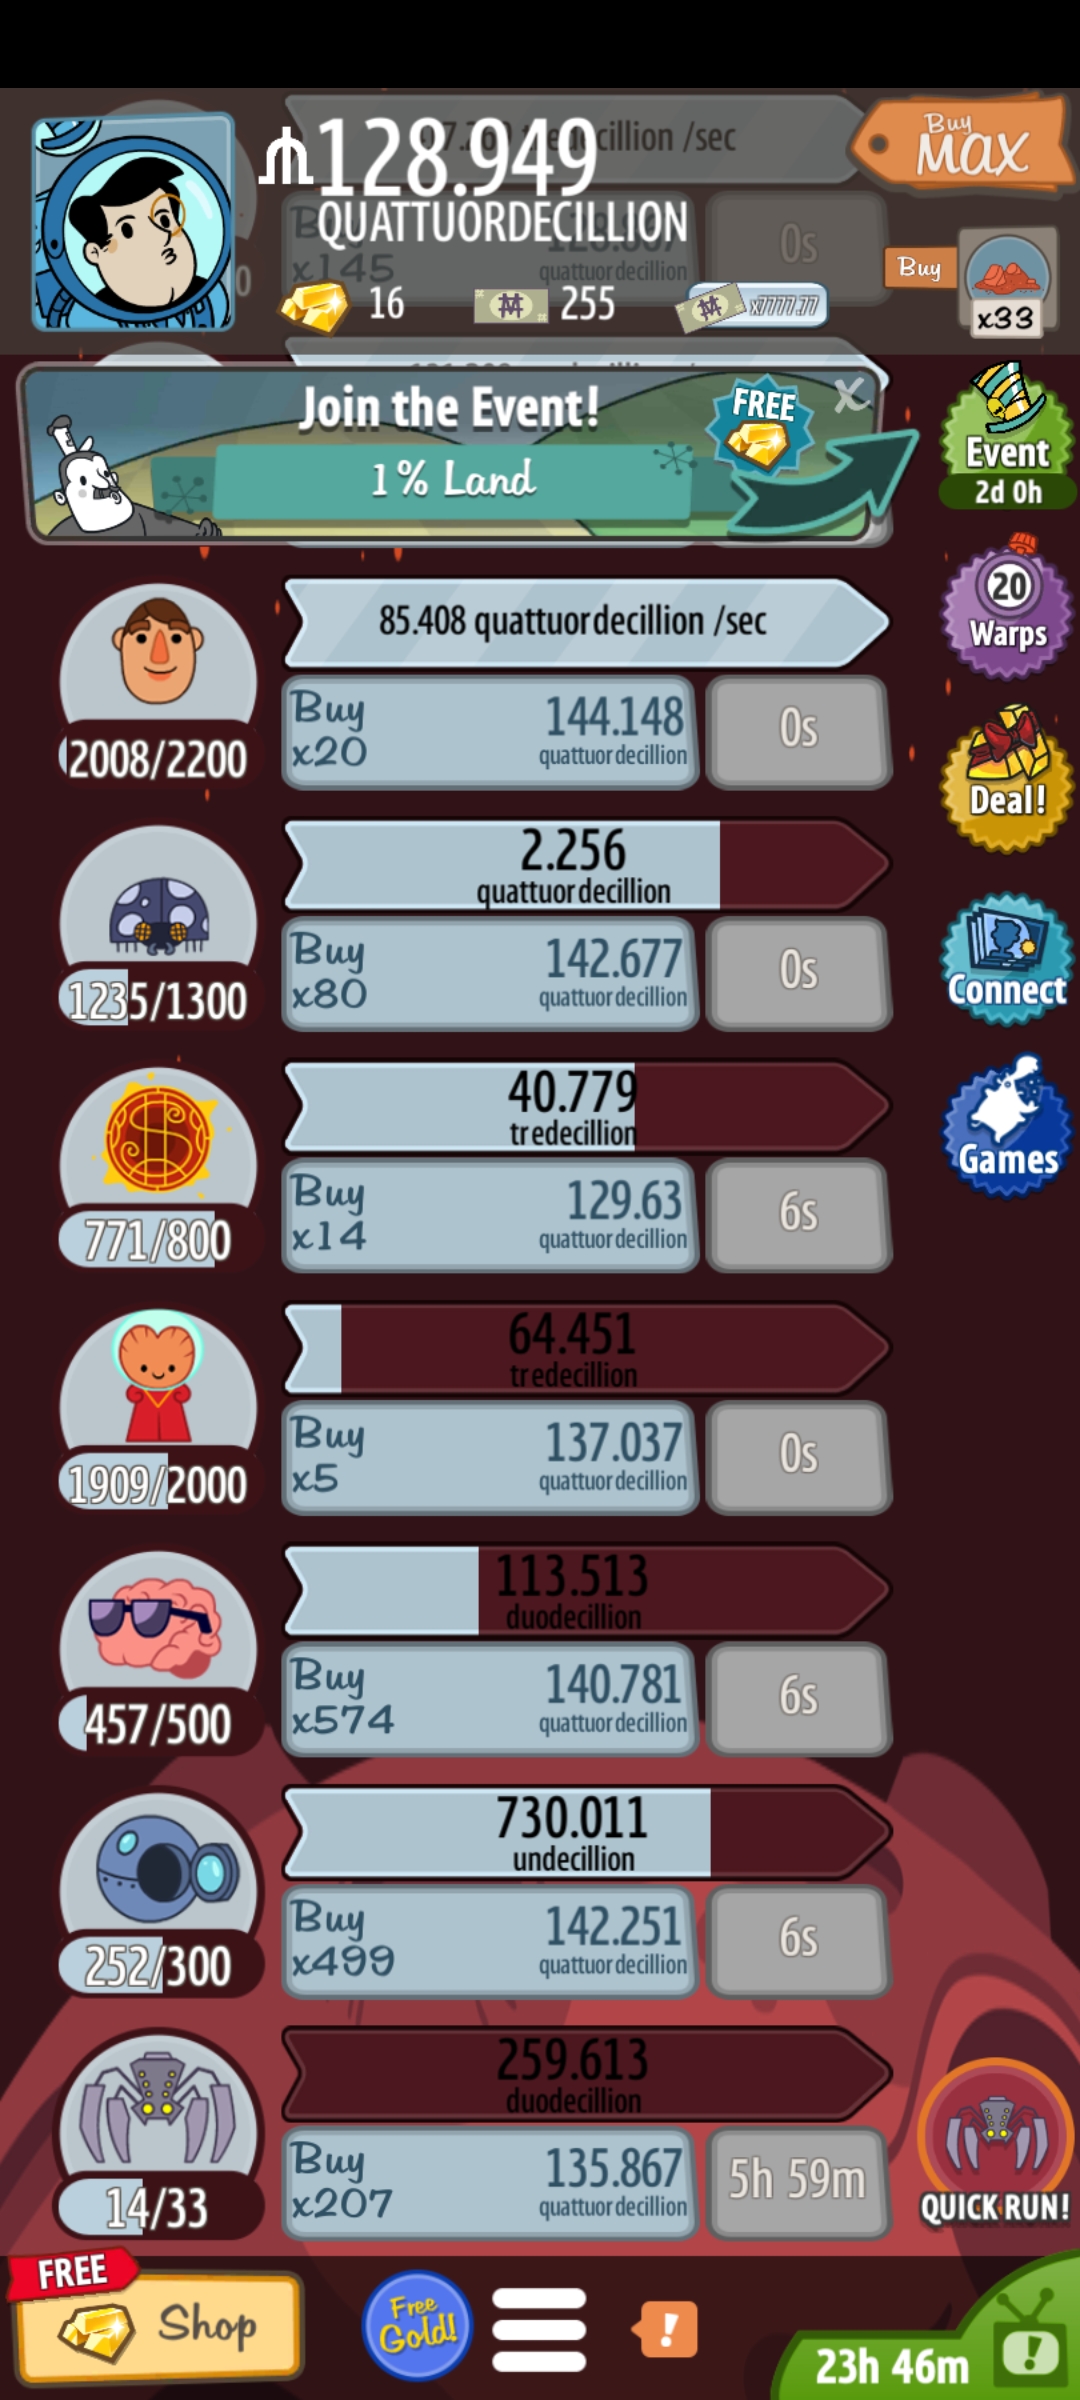 128.949
QUATTUORDECILLION
16
255
x7777.77
Buy
MAX
Buy
x33
Buy
x145
quattuordecillion
0s
Join the Event!
1% Land
FREE
X
Event
2d 0h
85.408 quattuordecillion /sec
2008/2200
Buy
x20
144.148
quattuordecillion
0s
20
Warps
Deal!
2.256
quattuordecillion
1235/1300
Buy
x80
142.677
quattuordecillion
0s
Connect
40.779
tredecillion
771/800
Buy
x14
129.63
quattuordecillion
6s
Games
64.451
tredecillion
1909/2000
Buy
x5
137.037
quattuordecillion
0s
113.513
duodecillion
457/500
Buy
x574
140.781
quattuordecillion
6s
730.011
undecillion
252/300
Buy
x499
142.251
quattuordecillion
6s
259.613
duodecillion
14/33
Buy
x207
135.867
quattuordecillion
5h 59m
QUICK RUN!
FREE
Shop
Free
Gold!
!
23h 46m
!